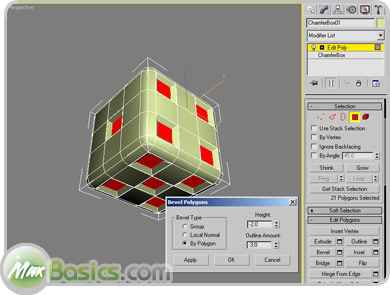 Perspective
ChamferBox01
Modifier List
Edit Poly
ChamferBox
Selection
Use Stack Selection
By Vertex
Ignore Backfacing
By Angle: 45.0
Shrink Grow
Ring Loop
Get Stack Selection
21 Polygons Selected
Soft Selection
Edit Polygons
Insert Vertex
Extrude Outline
Bevel Inset
Bridge Flip
Hinge From Edge
Bevel Polygons
Bevel Type
Group
Local Normal
By Polygon
Height:
-2.0
Outline Amount:
-3.0
Apply OK Cancel
MaxBasics.com